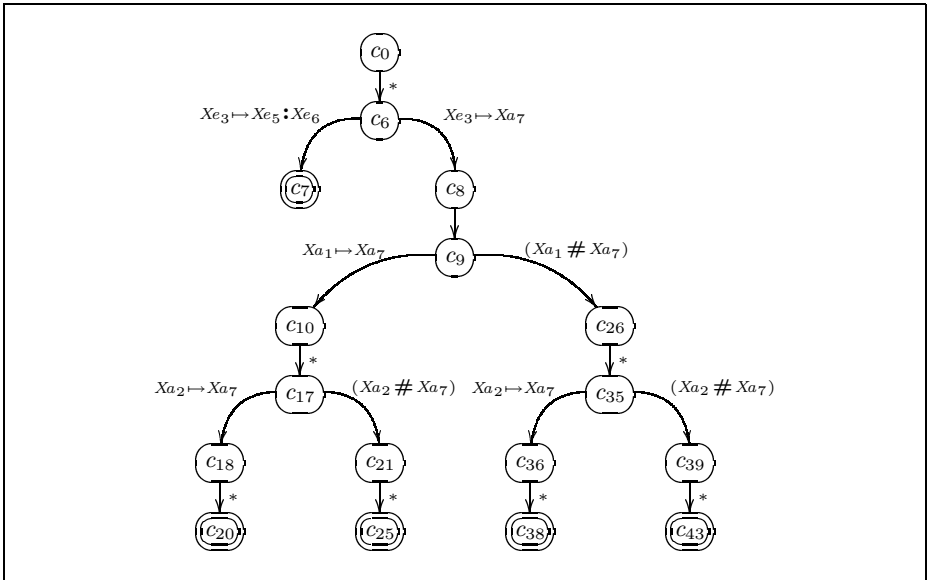 c₀
*
Xe₃↦Xe₅:Xe₆ c₆ Xe₃↦Xa₇
c₇ c₈
Xa₁↦Xa₇ c₉ (Xa₁ # Xa₇)
c₁₀ c₂₆
* *
Xa₂↦Xa₇ c₁₇ (Xa₂ # Xa₇) Xa₂↦Xa₇ c₃₅ (Xa₂ # Xa₇)
c₁₈ c₂₁ c₃₆ c₃₉
* * * *
c₂₀ c₂₅ c₃₈ c₄₃